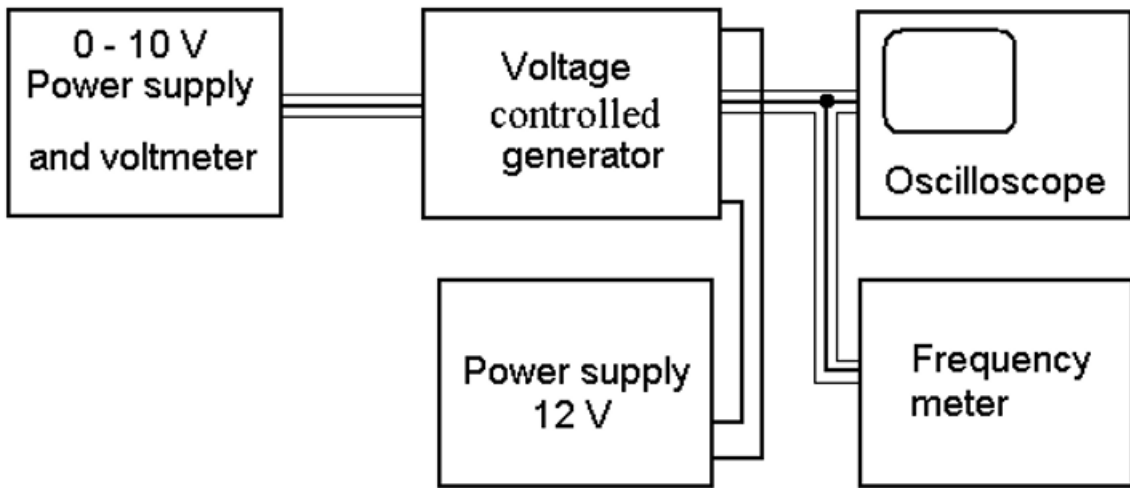 0 - 10 V
Power supply
and voltmeter
Voltage
controlled
generator
Oscilloscope
Power supply
12 V
Frequency
meter